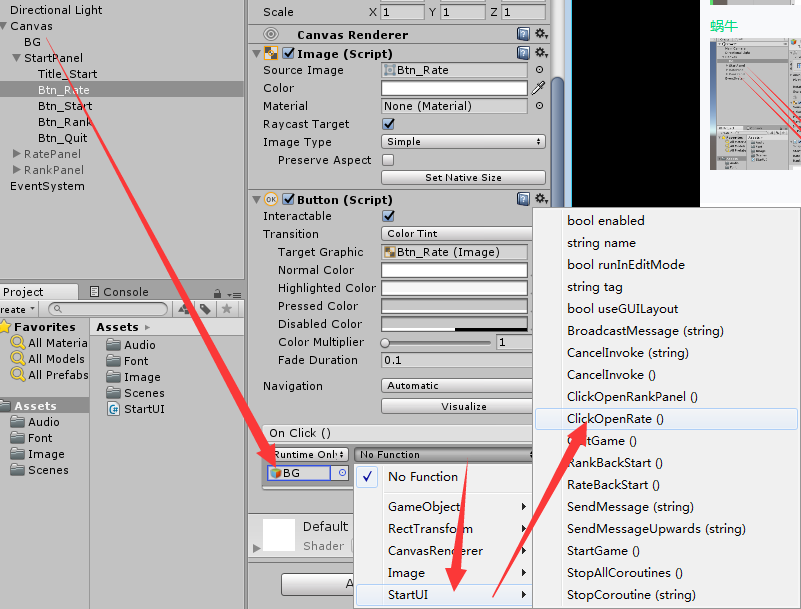 Directional Light
Canvas
BG
StartPanel
Title_Start
Btn_Rate
Btn_Start
Btn_Rank
Btn_Quit
RatePanel
RankPanel
EventSystem
Project
Console
reate
Favorites
All Materia
All Models
All Prefabs
Assets
Audio
Font
Image
Scenes
Assets
Audio
Font
Image
Scenes
StartUI
Scale X 1 Y 1 Z 1
Canvas Renderer
Image (Script)
Source Image Btn_Rate
Color
Material None (Material)
Raycast Target
Image Type Simple
Preserve Aspect
Set Native Size
Button (Script)
Interactable
Transition Color Tint
Target Graphic Btn_Rate (Image)
Normal Color
Highlighted Color
Pressed Color
Disabled Color
Color Multiplier 1
Fade Duration 0.1
Navigation Automatic
Visualize
On Click ()
Runtime Onl No Function
BG
Default
Shader
A
No Function
GameObject
RectTransform
CanvasRenderer
Image
StartUI
bool enabled
string name
bool runInEditMode
string tag
bool useGUILayout
BroadcastMessage (string)
CancelInvoke (string)
CancelInvoke ()
ClickOpenRankPanel ()
ClickOpenRate ()
Game ()
RankBackStart ()
RateBackStart ()
SendMessage (string)
SendMessageUpwards (string)
StartGame ()
StopAllCoroutines ()
StopCoroutine (string)
蜗牛